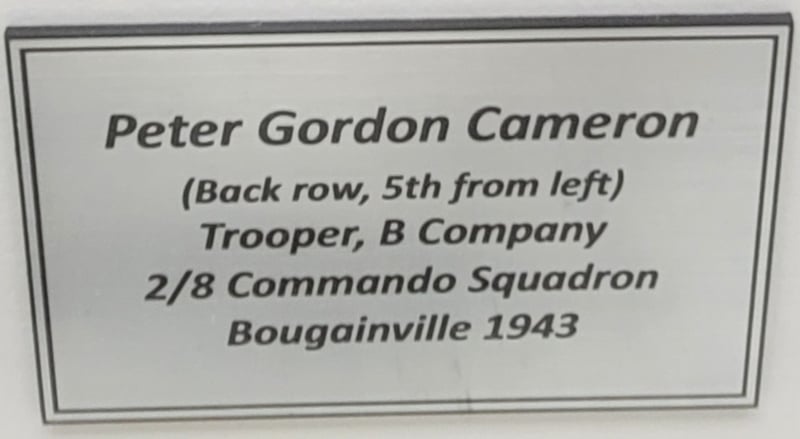 Peter Gordon Cameron
(Back row, 5th from left)
Trooper, B Company
2/8 Commando Squadron
Bougainville 1943